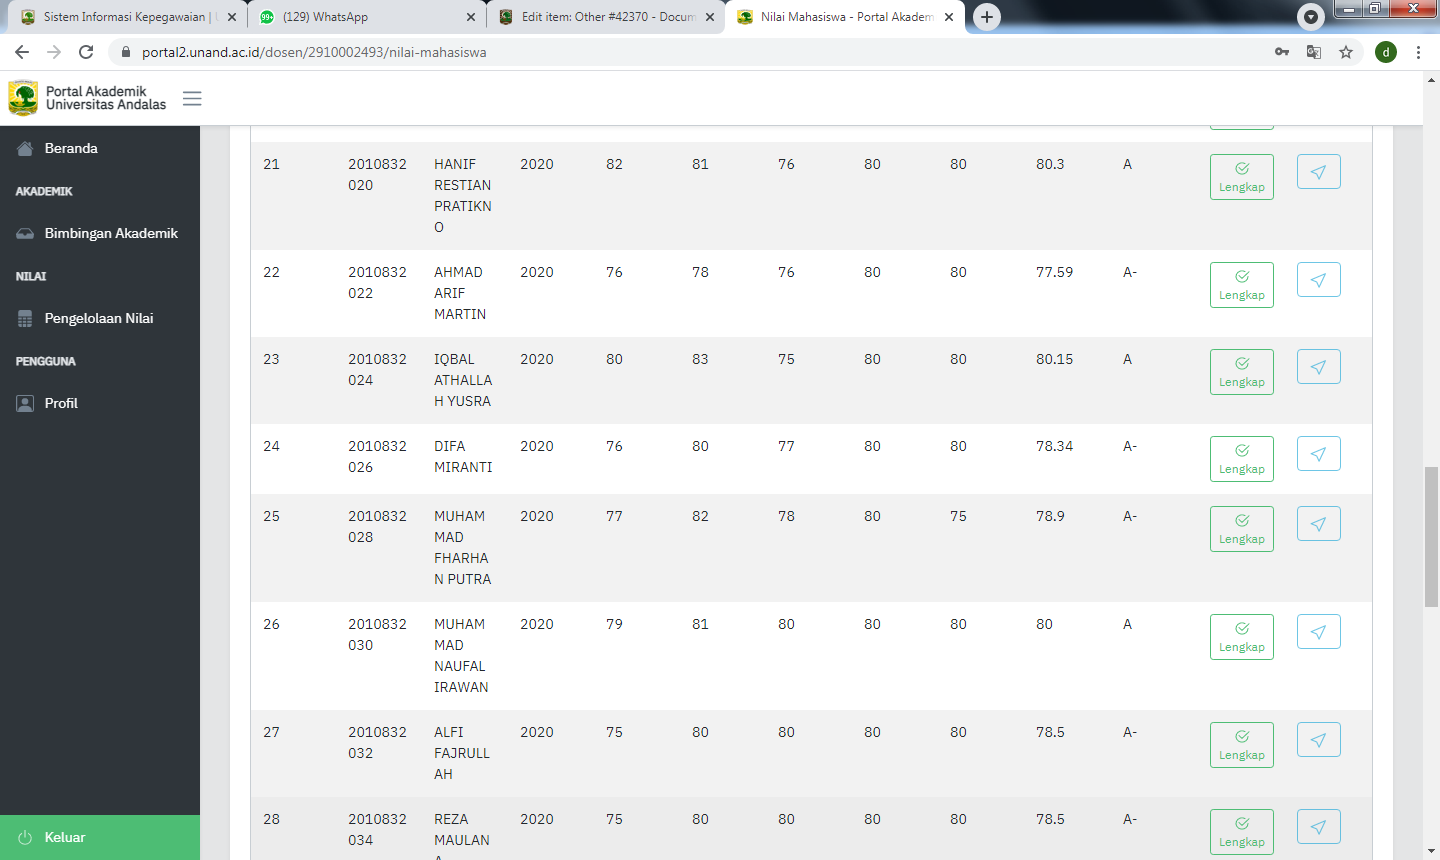 Sistem Informasi Kepegawaian |
99+ (129) WhatsApp
Edit item: Other #42370 - Docum
Nilai Mahasiswa - Portal Akadem
portal2.unand.ac.id/dosen/2910002493/nilai-mahasiswa
d
Portal Akademik
Universitas Andalas
Beranda
AKADEMIK
Bimbingan Akademik
NILAI
Pengelolaan Nilai
PENGGUNA
Profil
Keluar
21 2010832 HANIF 2020 82 81 76 80 80 80.3 A
020 RESTIAN Lengkap
PRATIKN
O
22 2010832 AHMAD 2020 76 78 76 80 80 77.59 A-
022 ARIF Lengkap
MARTIN
23 2010832 IQBAL 2020 80 83 75 80 80 80.15 A
024 ATHALLA Lengkap
H YUSRA
24 2010832 DIFA 2020 76 80 77 80 80 78.34 A-
026 MIRANTI Lengkap
25 2010832 MUHAM 2020 77 82 78 80 75 78.9 A-
028 MAD Lengkap
FHARHA
N PUTRA
26 2010832 MUHAM 2020 79 81 80 80 80 80 A
030 MAD Lengkap
NAUFAL
IRAWAN
27 2010832 ALFI 2020 75 80 80 80 80 78.5 A-
032 FAJRULL Lengkap
AH
28 2010832 REZA 2020 75 80 80 80 80 78.5 A-
034 MAULAN Lengkap